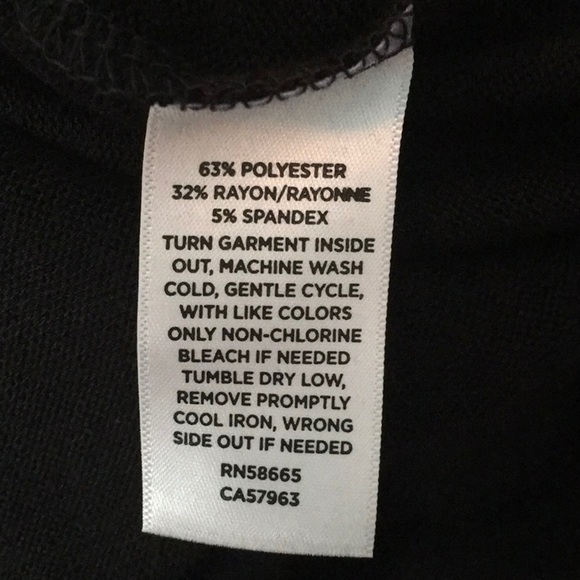 63% POLYESTER
32% RAYON/RAYONNE
5% SPANDEX
TURN GARMENT INSIDE
OUT, MACHINE WASH
COLD, GENTLE CYCLE,
WITH LIKE COLORS
ONLY NON-CHLORINE
BLEACH IF NEEDED
TUMBLE DRY LOW,
REMOVE PROMPTLY
COOL IRON, WRONG
SIDE OUT IF NEEDED
RN58665
CA57963